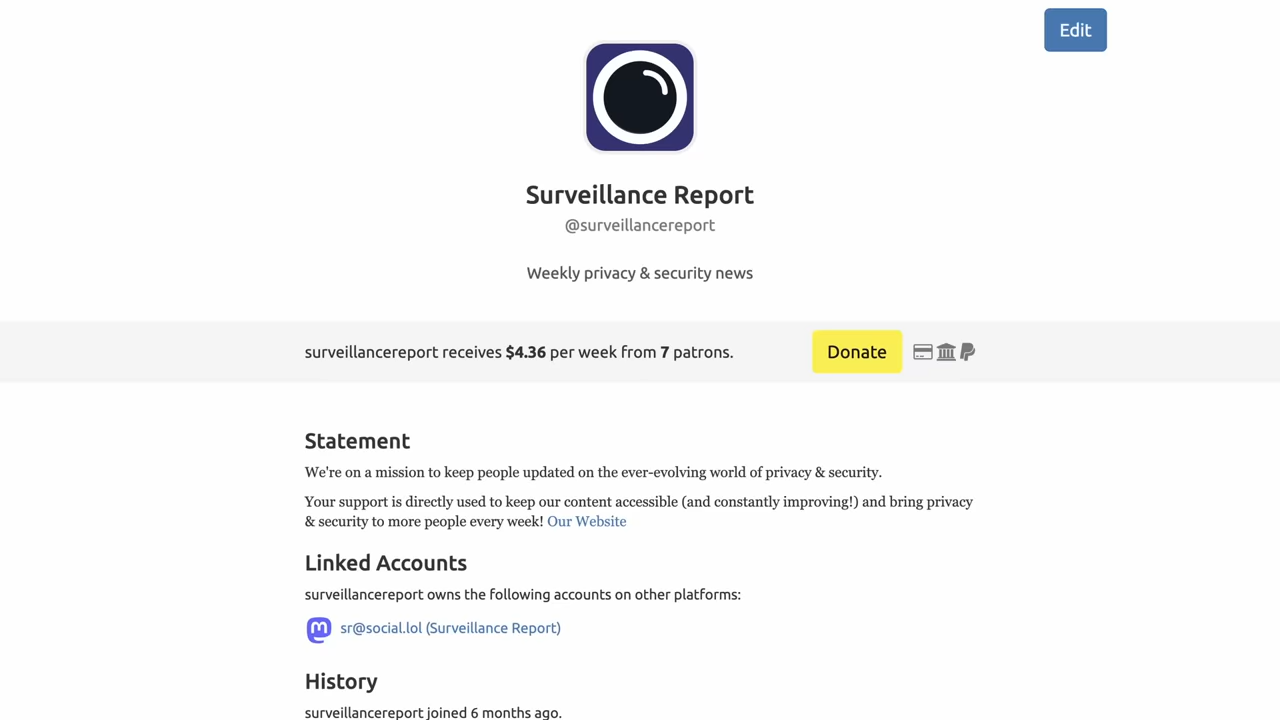 Edit
Surveillance Report
@surveillancereport
Weekly privacy & security news
surveillancereport receives $4.36 per week from 7 patrons.
Donate
Statement
We're on a mission to keep people updated on the ever-evolving world of privacy & security.
Your support is directly used to keep our content accessible (and constantly improving!) and bring privacy
& security to more people every week! Our Website
Linked Accounts
surveillancereport owns the following accounts on other platforms:
sr@social.lol (Surveillance Report)
History
surveillancereport joined 6 months ago.